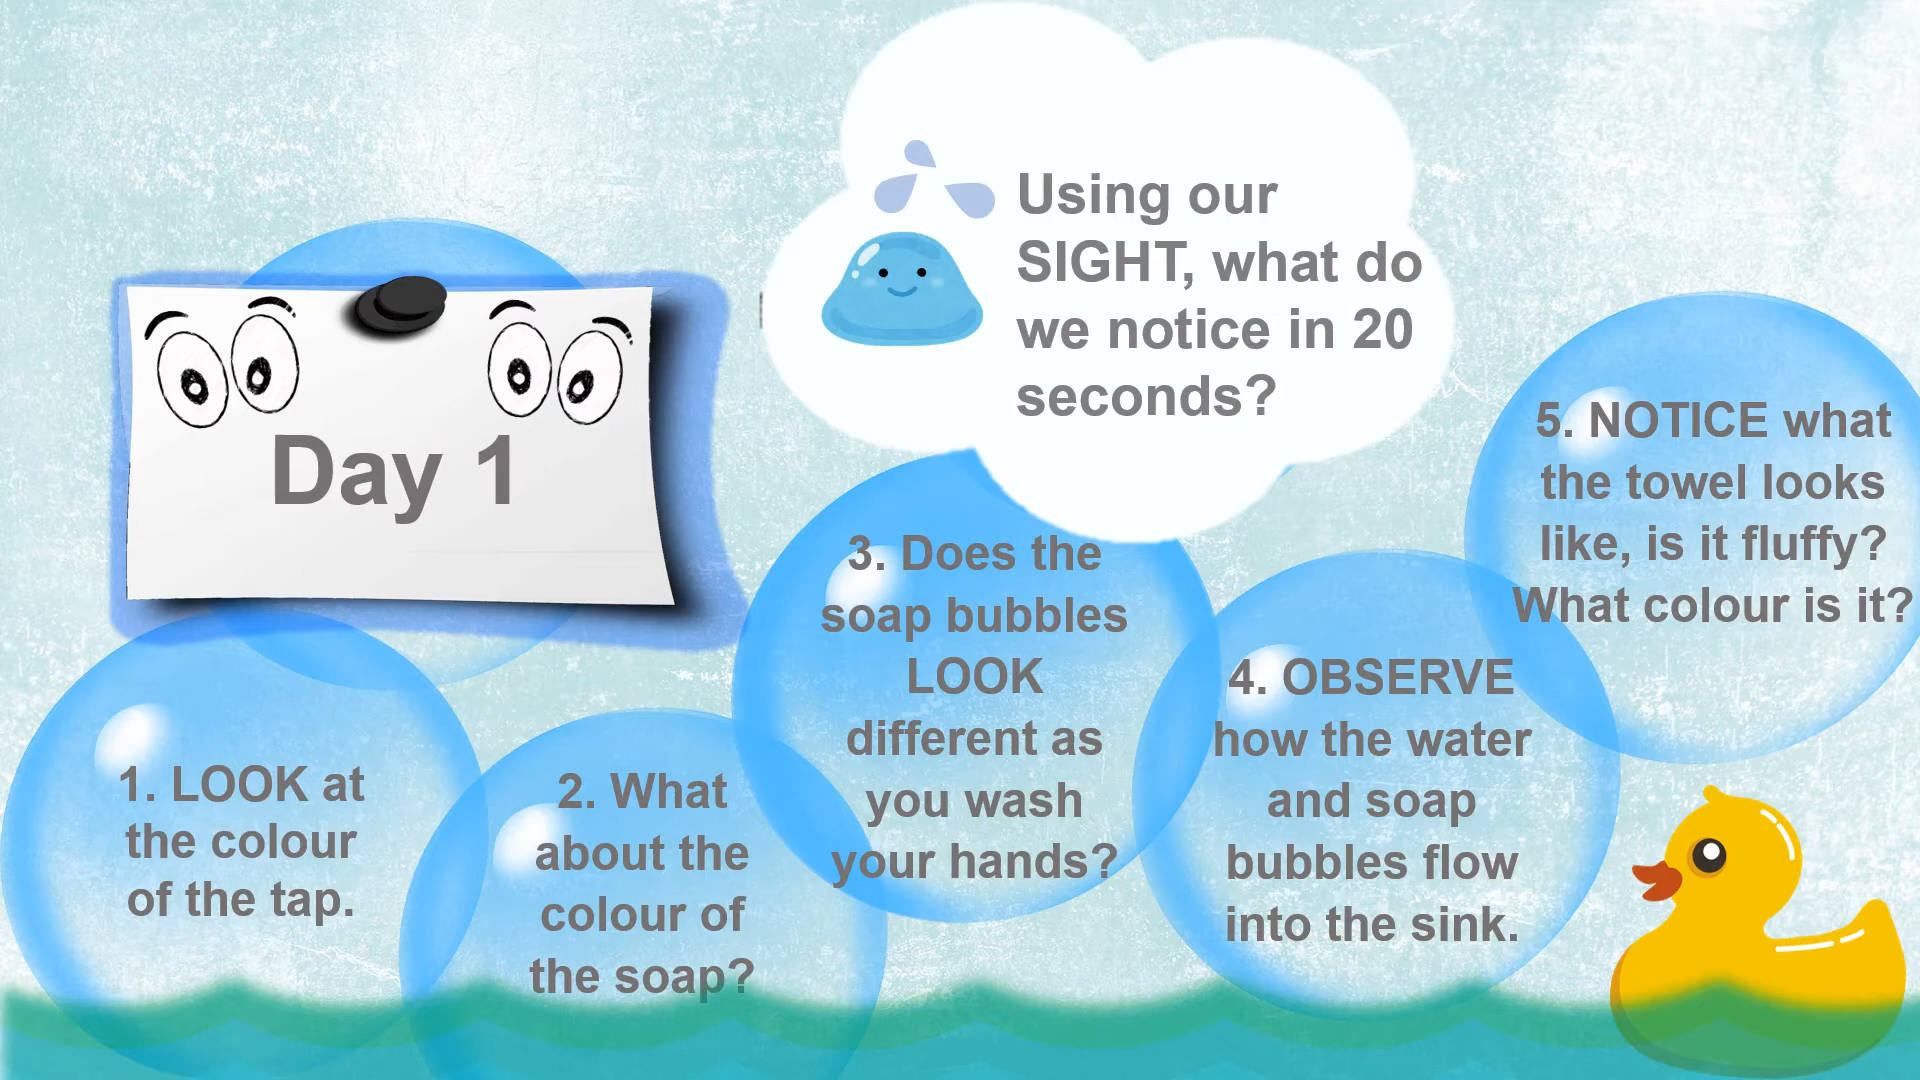 Day 1
Using our
SIGHT, what do
we notice in 20
seconds?
1. LOOK at
the colour
of the tap.
2. What
about the
colour of
the soap?
3. Does the
soap bubbles
LOOK
different as
you wash
your hands?
4. OBSERVE
how the water
and soap
bubbles flow
into the sink.
5. NOTICE what
the towel looks
like, is it fluffy?
What colour is it?